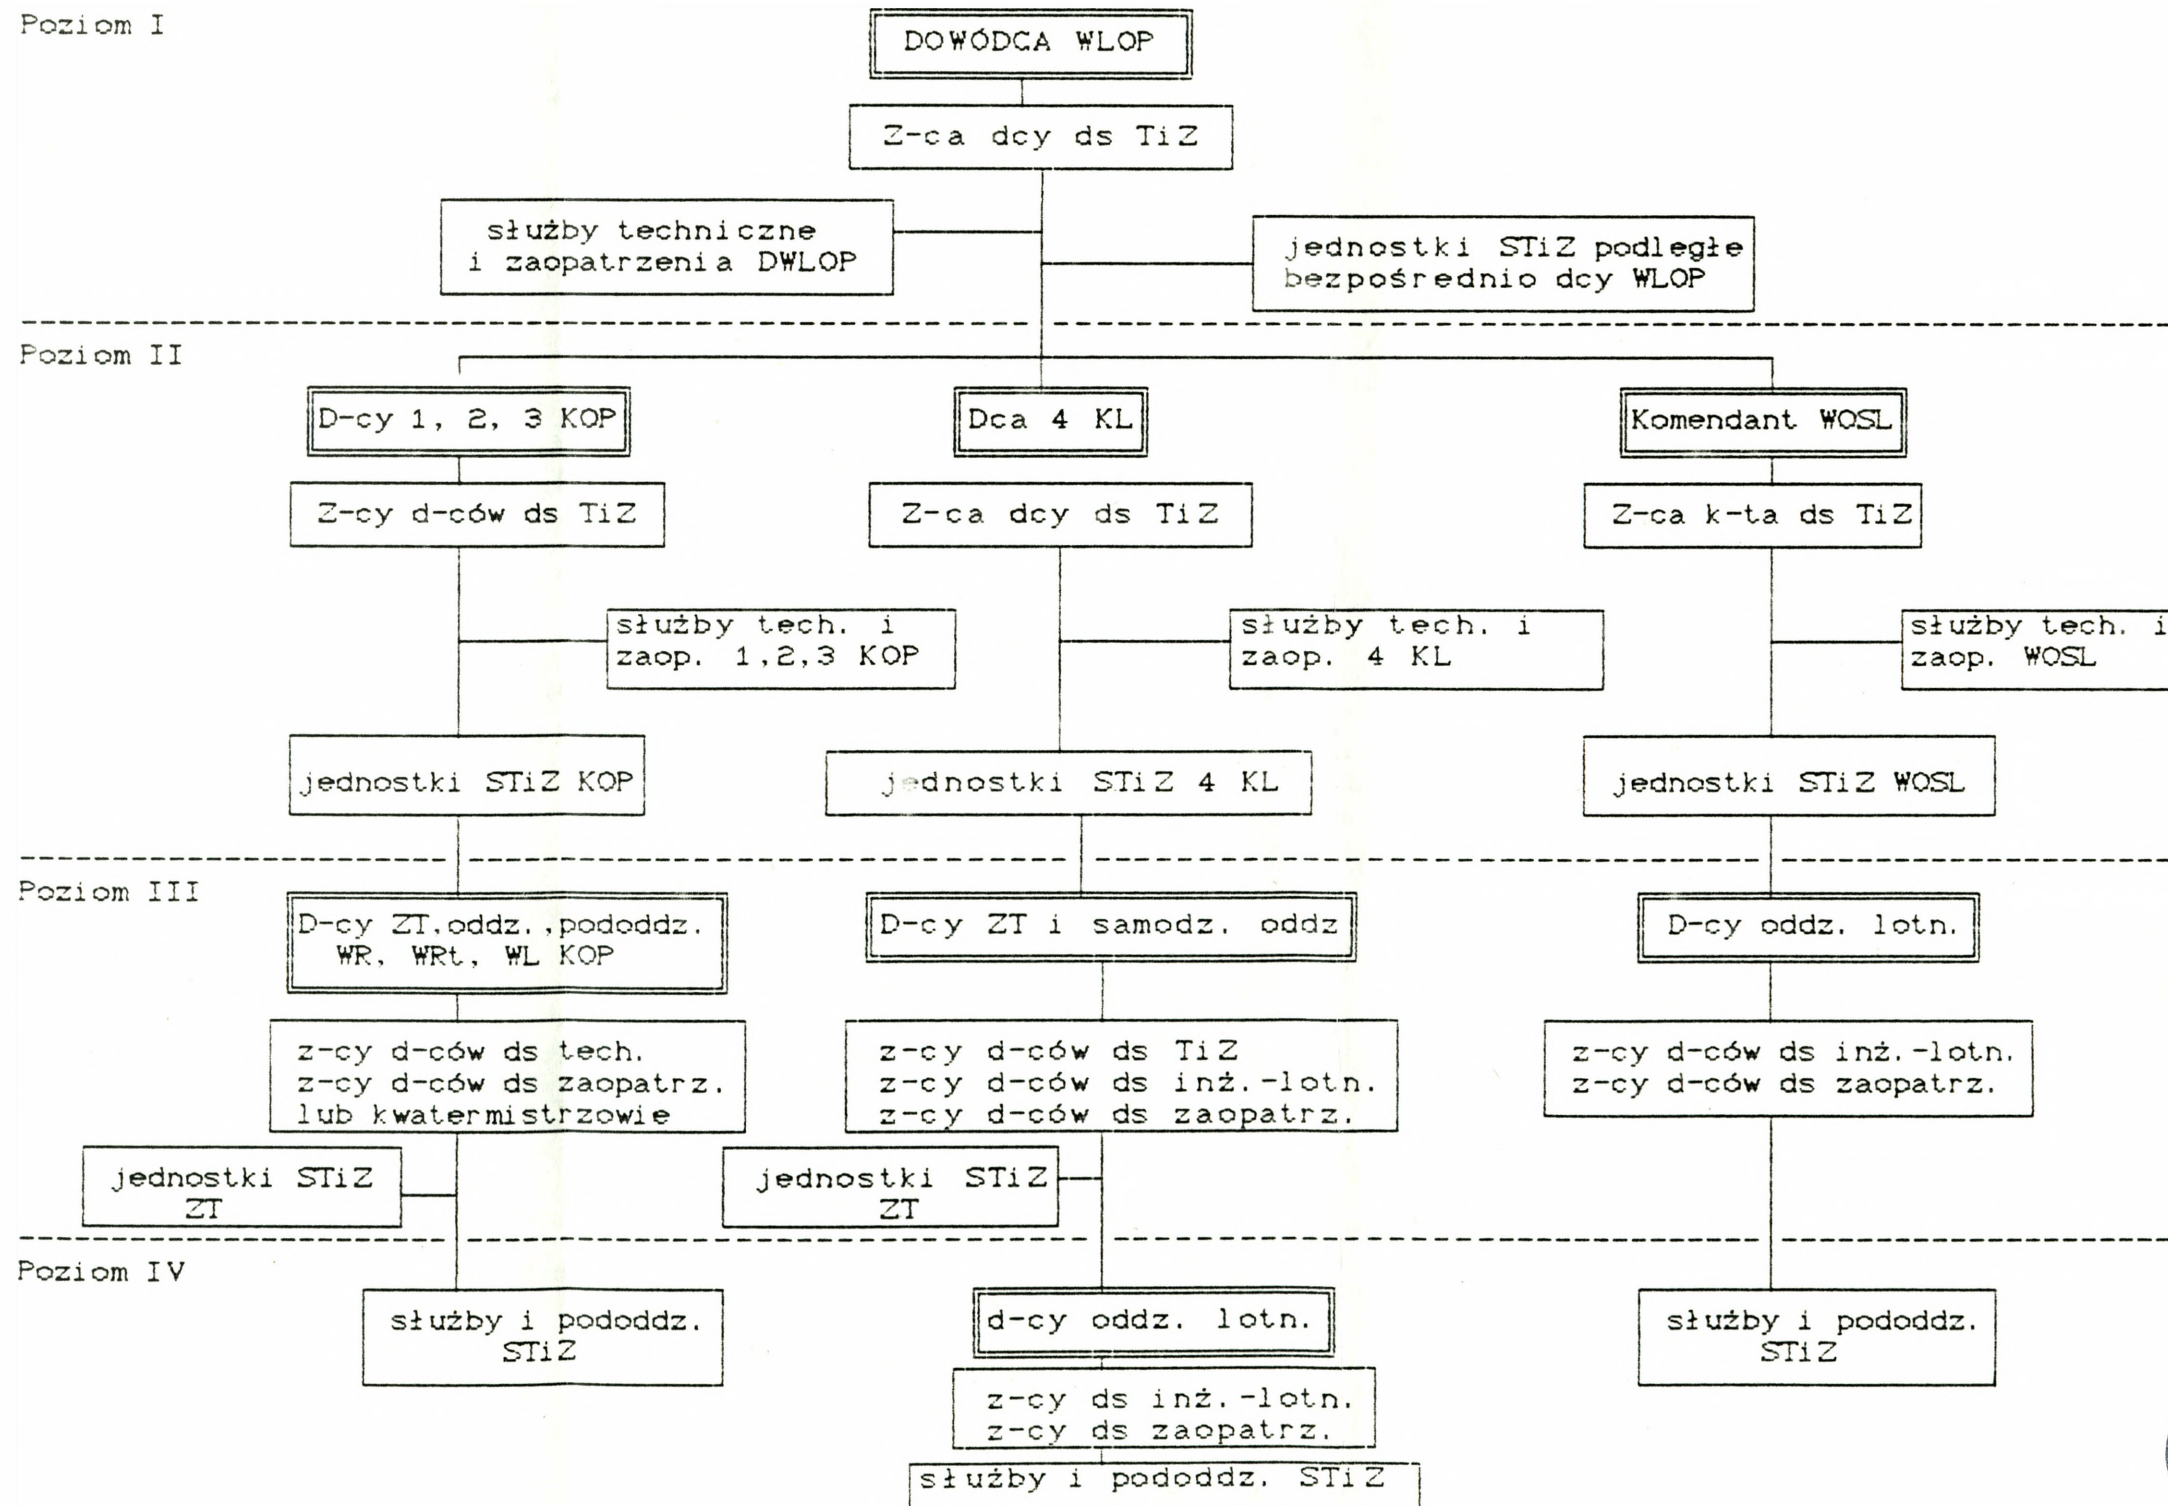 Poziom I
DOWÓDCA WLOP
Z-ca dcy ds TiZ
służby techniczne
i zaopatrzenia DWLOP
jednostki STiZ podległe
bezpośrednio dcy WLOP
Poziom II
D-cy 1, 2, 3 KOP
Dca 4 KL
Komendant WOSL
Z-cy d-ców ds TiZ
Z-ca dcy ds TiZ
Z-ca k-ta ds TiZ
służby tech. i
zaop. 1,2,3 KOP
służby tech. i
zaop. 4 KL
służby tech. i
zaop. WOSL
jednostki STiZ KOP
jednostki STiZ 4 KL
jednostki STiZ WOSL
Poziom III
D-cy ZT.oddz.,pododdz.
WR, WRt, WL KOP
D-cy ZT i samodz. oddz
D-cy oddz. lotn.
z-cy d-ców ds tech.
z-cy d-ców ds zaopatrz.
lub kwatermistrzowie
z-cy d-ców ds TiZ
z-cy d-ców ds inż.-lotn.
z-cy d-ców ds zaopatrz.
z-cy d-ców ds inż.-lotn.
z-cy d-ców ds zaopatrz.
jednostki STiZ
ZT
jednostki STiZ
ZT
Poziom IV
służby i pododdz.
STiZ
d-cy oddz. lotn.
służby i pododdz.
STiZ
z-cy ds inż.-lotn.
z-cy ds zaopatrz.
służby i pododdz. STiZ